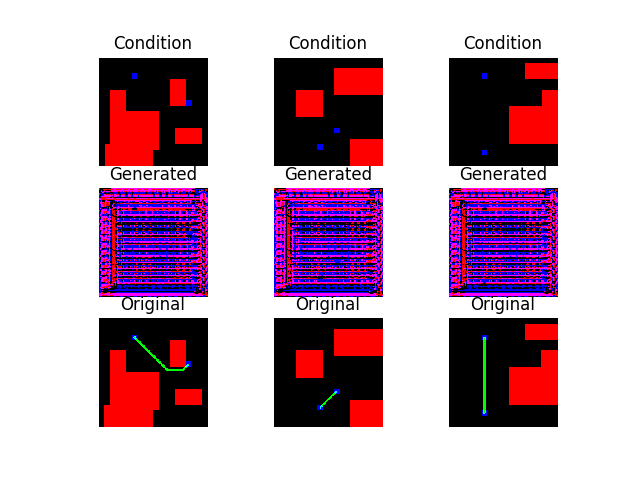 Condition Condition Condition
Generated Generated Generated
Original Original Original